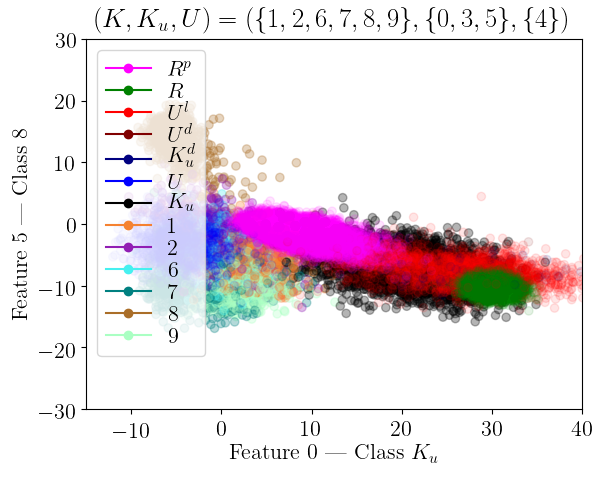 (K, K_u, U) = ({1, 2, 6, 7, 8, 9}, {0, 3, 5}, {4})
30
20
10
0
−10
−20
−30
Feature 5 — Class 8
R^p
R
U^l
U^d
K_u^d
U
K_u
1
2
6
7
8
9
−10
0
10
20
30
40
Feature 0 — Class K_u